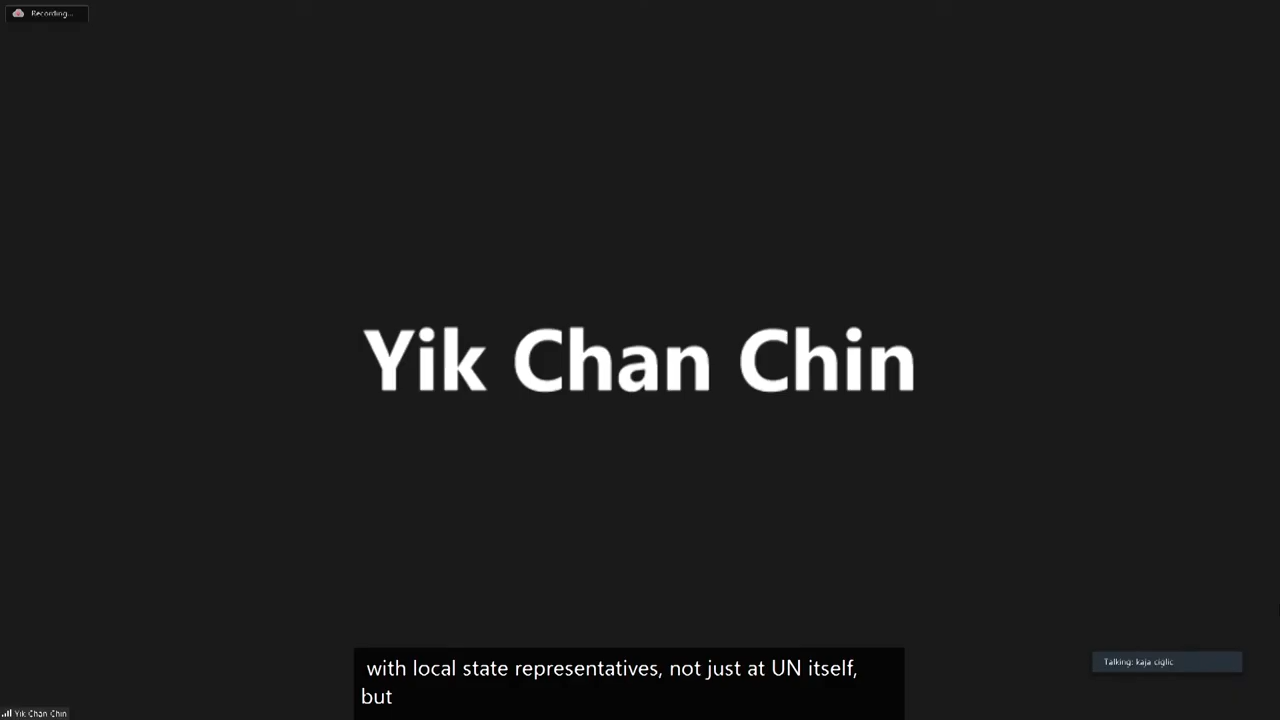 Recording...
Yik Chan Chin
with local state representatives, not just at UN itself,
but
Talking: kaja ciglic
Yik Chan Chin